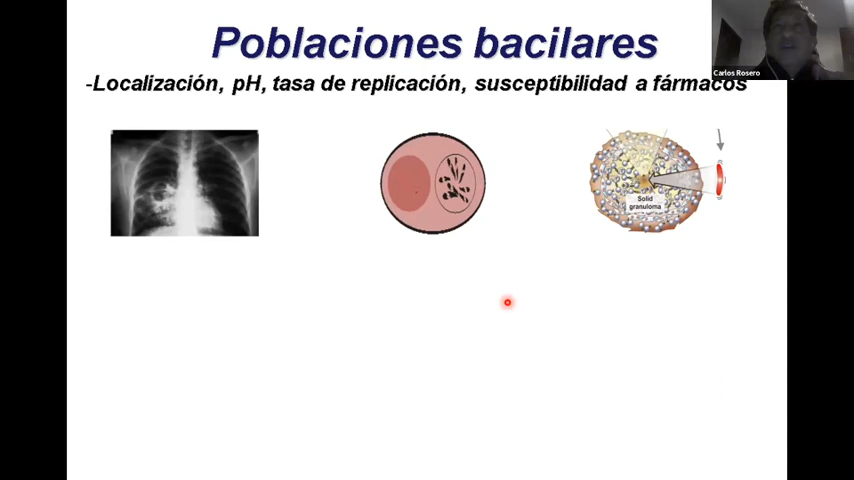 Poblaciones bacilares
-Localización, pH, tasa de replicación, susceptibilidad a fármacos
Carlos Rosero
Solid
granuloma